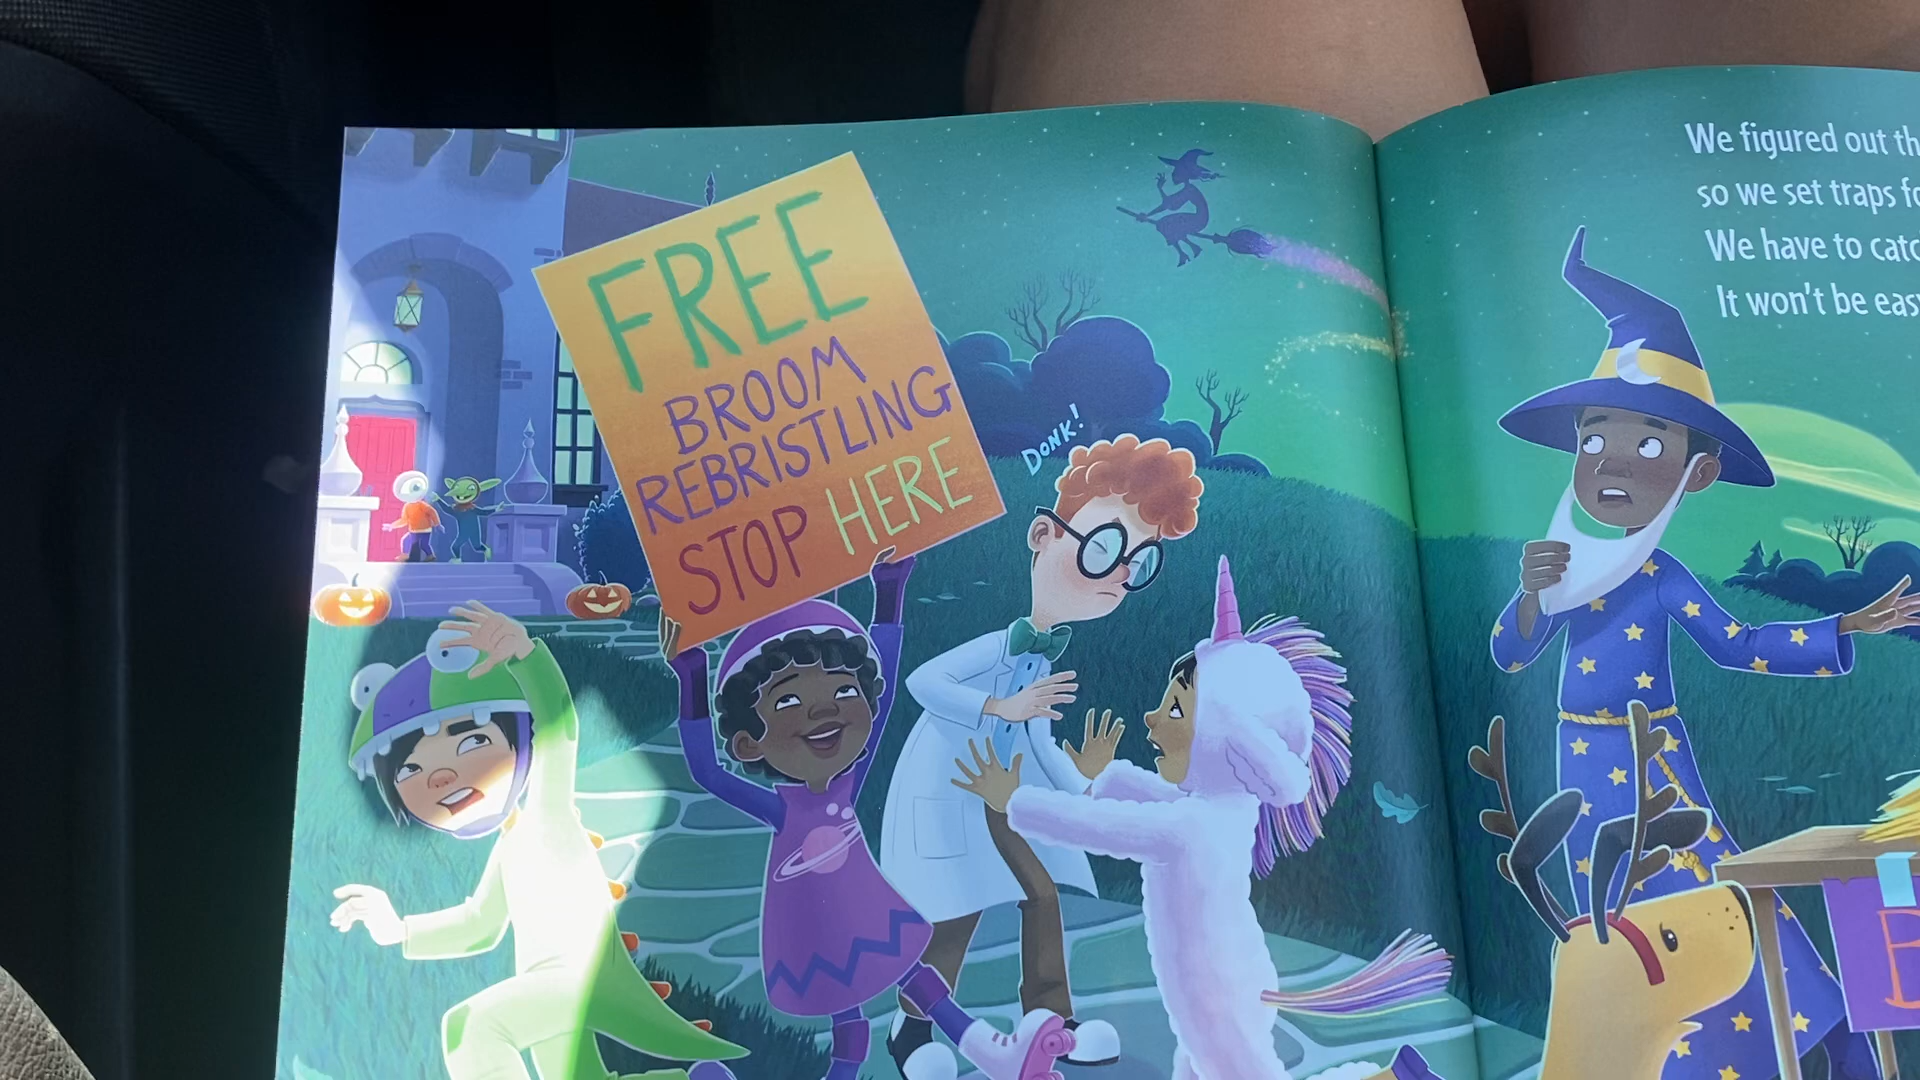 FREE
BROOM
REBRISTLING
STOP HERE
DONK!
We figured out
so we set traps
We have to
It won't be